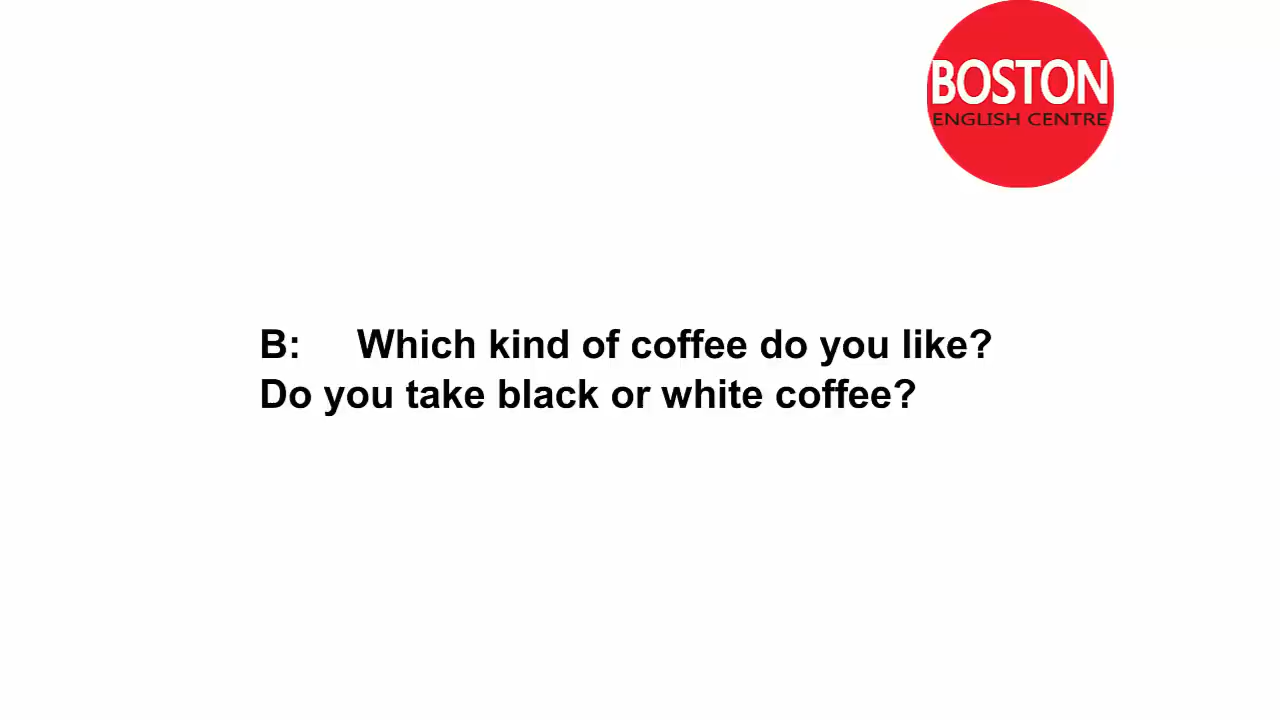 BOSTON
ENGLISH CENTRE
B: Which kind of coffee do you like?
Do you take black or white coffee?